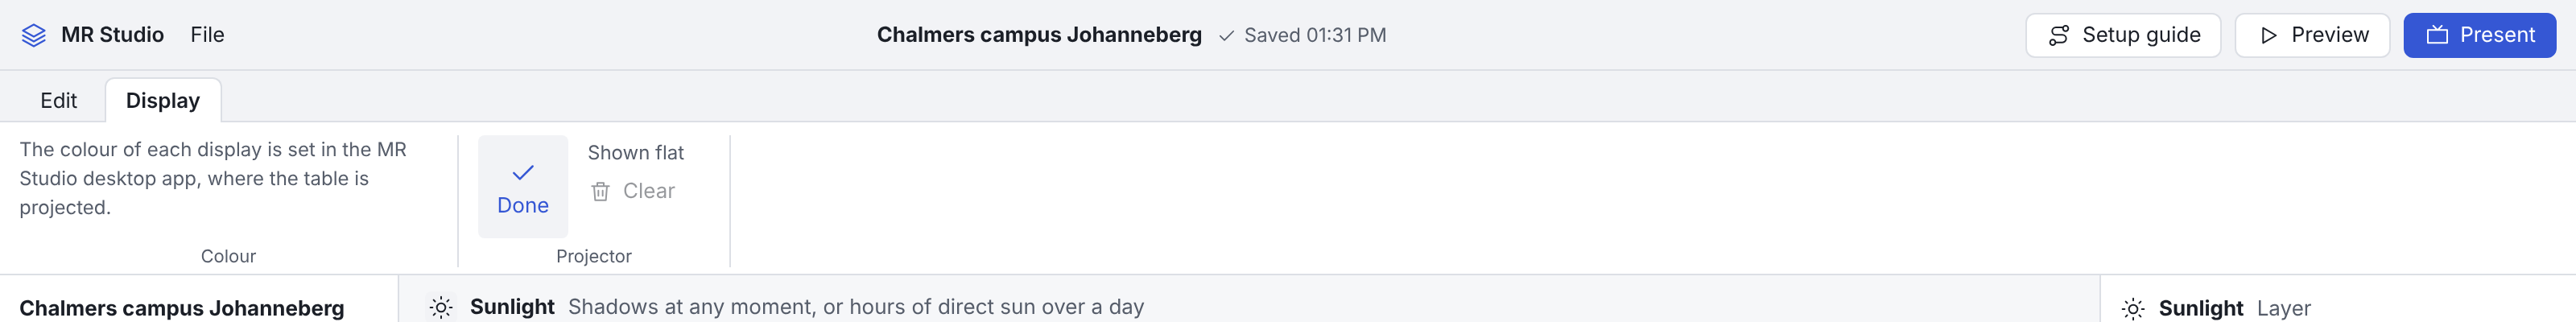 MR Studio File Chalmers campus Johanneberg Saved 01:31 PM Setup guide Preview Present
Edit Display
The colour of each display is set in the MR
Studio desktop app, where the table is
projected.
Colour
Done
Shown flat
Clear
Projector
Chalmers campus Johanneberg
Sunlight Shadows at any moment, or hours of direct sun over a day
Sunlight Layer